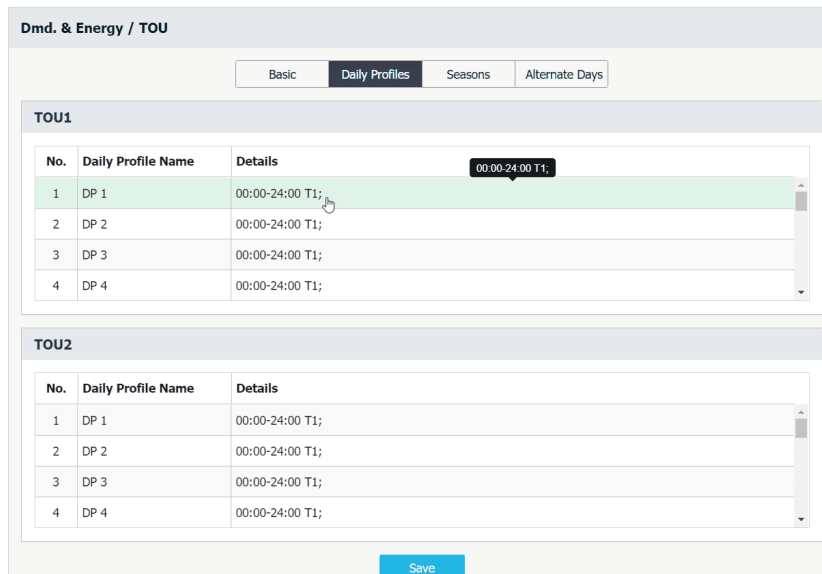 Dmd. & Energy / TOU
Basic Daily Profiles Seasons Alternate Days
TOU1
No. Daily Profile Name Details
00:00-24:00 T1;
1 DP 1 00:00-24:00 T1;
2 DP 2 00:00-24:00 T1;
3 DP 3 00:00-24:00 T1;
4 DP 4 00:00-24:00 T1;
TOU2
No. Daily Profile Name Details
1 DP 1 00:00-24:00 T1;
2 DP 2 00:00-24:00 T1;
3 DP 3 00:00-24:00 T1;
4 DP 4 00:00-24:00 T1;
Save